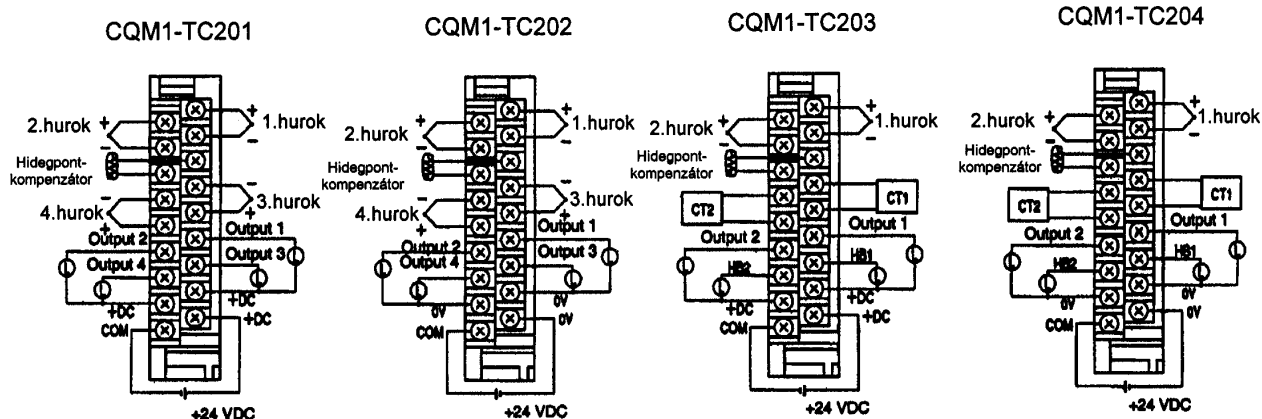 CQM1-TC201
2.hurok
+
−
+
−
1.hurok
Hidegpont-
kompenzátor
−
+
4.hurok
−
+
3.hurok
Output 2
Output 1
Output 4
Output 3
+DC
+DC
COM
+24 VDC
CQM1-TC202
2.hurok
+
−
+
−
1.hurok
Hidegpont-
kompenzátor
−
+
4.hurok
−
+
3.hurok
Output 2
Output 1
Output 4
Output 3
0V
0V
COM
+24 VDC
CQM1-TC203
2.hurok
+
−
+
−
1.hurok
Hidegpont-
kompenzátor
CT2
CT1
Output 2
Output 1
HB2
HB1
+DC
+DC
COM
+24 VDC
CQM1-TC204
2.hurok
+
−
+
−
1.hurok
Hidegpont-
kompenzátor
CT2
CT1
Output 2
Output 1
HB2
HB1
0V
0V
COM
+24 VDC